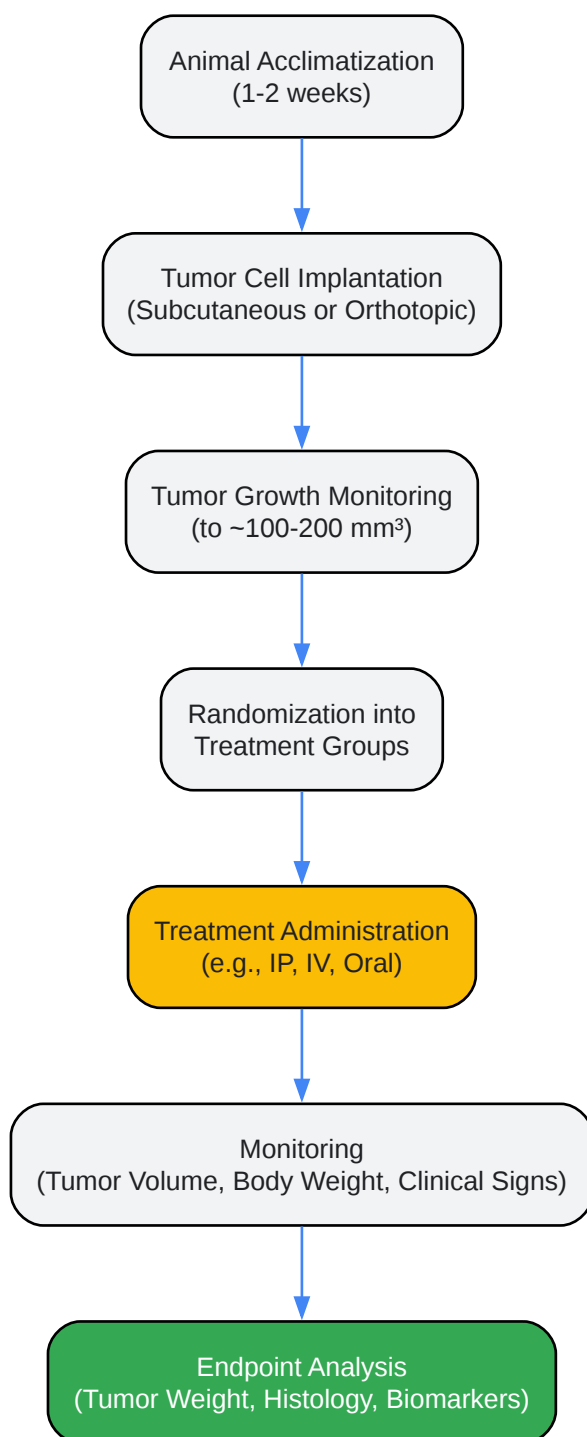 Animal Acclimatization
(1-2 weeks)
Tumor Cell Implantation
(Subcutaneous or Orthotopic)
Tumor Growth Monitoring
(to ~100-200 mm³)
Randomization into
Treatment Groups
Treatment Administration
(e.g., IP, IV, Oral)
Monitoring
(Tumor Volume, Body Weight, Clinical Signs)
Endpoint Analysis
(Tumor Weight, Histology, Biomarkers)